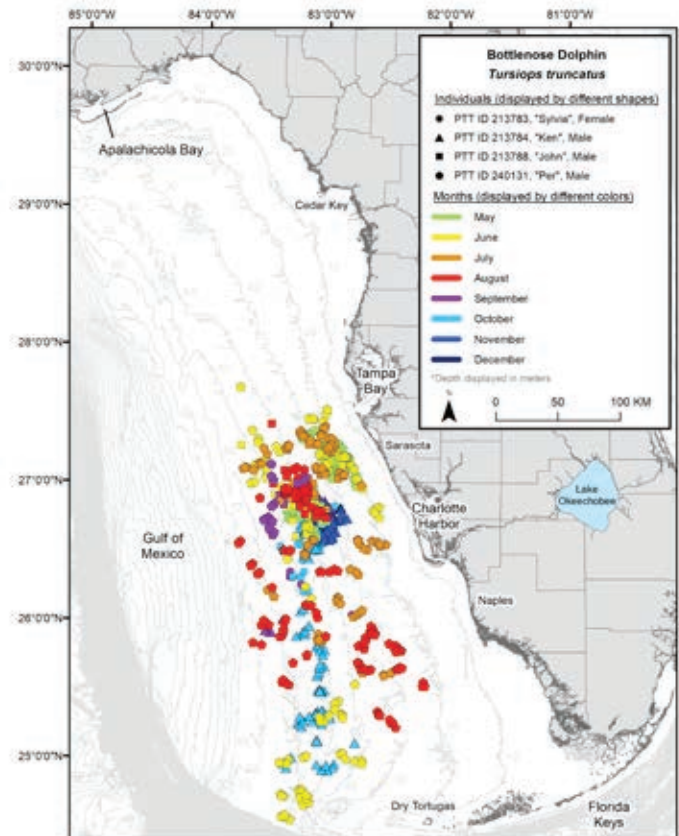 85°0'0"W 84°0'0"W 83°0'0"W 82°0'0"W 81°0'0"W
30°0'0"N
29°0'0"N
28°0'0"N
27°0'0"N
26°0'0"N
25°0'0"N
Bottlenose Dolphin
Tursiops truncatus
Individuals (displayed by different shapes)
PTT ID 213783, "Sylvia", Female
PTT ID 213784, "Ken", Male
PTT ID 213788, "John", Male
PTT ID 240131, "Per", Male
Months (displayed by different colors)
May
June
July
August
September
October
November
December
*Depth displayed in meters
N
0 50 100 KM
Apalachicola Bay
Cedar Key
Tampa
Bay
Sarasota
Charlotte
Harbor
Lake
Okeechobee
Gulf of
Mexico
Naples
Dry Tortugas
Florida
Keys